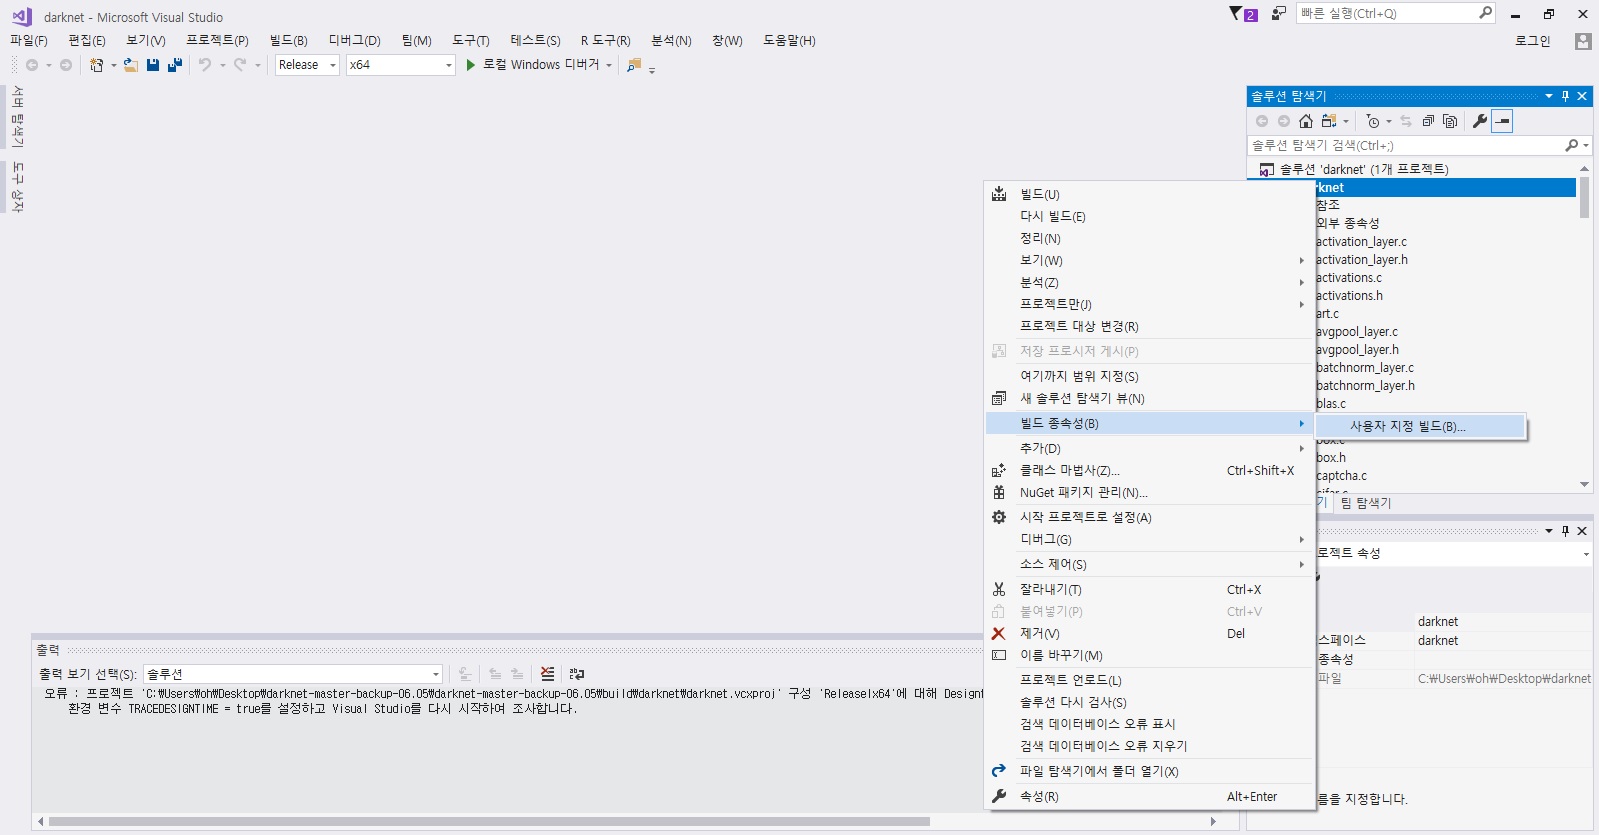 darknet - Microsoft Visual Studio
2
빠른 실행(Ctrl+Q)
파일(F) 편집(E) 보기(V) 프로젝트(P) 빌드(B) 디버그(D) 팀(M) 도구(T) 테스트(S) R 도구(R) 분석(N) 창(W) 도움말(H)
로그인
Release x64 로컬 Windows 디버거
서버 탐색기
도구 상자
솔루션 탐색기
솔루션 탐색기 검색(Ctrl+;)
솔루션 'darknet' (1개 프로젝트)
knet
참조
외부 종속성
activation_layer.c
activation_layer.h
activations.c
activations.h
art.c
avgpool_layer.c
avgpool_layer.h
batchnorm_layer.c
batchnorm_layer.h
blas.c
box.c
box.h
captcha.c
cifar.c
기 팀 탐색기
빌드(U)
다시 빌드(E)
정리(N)
보기(W)
분석(Z)
프로젝트만(J)
프로젝트 대상 변경(R)
저장 프로시저 게시(P)
여기까지 범위 지정(S)
새 솔루션 탐색기 뷰(N)
빌드 종속성(B)
사용자 지정 빌드(B)...
추가(D)
클래스 마법사(Z)... Ctrl+Shift+X
NuGet 패키지 관리(N)...
시작 프로젝트로 설정(A)
디버그(G)
소스 제어(S)
잘라내기(T) Ctrl+X
붙여넣기(P) Ctrl+V
제거(V) Del
이름 바꾸기(M)
프로젝트 언로드(L)
솔루션 다시 검사(S)
검색 데이터베이스 오류 표시
검색 데이터베이스 오류 지우기
파일 탐색기에서 폴더 열기(X)
속성(R) Alt+Enter
로젝트 속성
darknet
스페이스 darknet
종속성
파일 C:₩Users₩oh₩Desktop₩darknet
름을 지정합니다.
출력
출력 보기 선택(S): 솔루션
오류 : 프로젝트 'C:₩Users₩oh₩Desktop₩darknet-master-backup-06.05₩darknet-master-backup-06.05₩build₩darknet₩darknet.vcxproj' 구성 'Release|x64'에 대해 Design
환경 변수 TRACEDESIGNTIME = true를 설정하고 Visual Studio를 다시 시작하여 조사합니다.